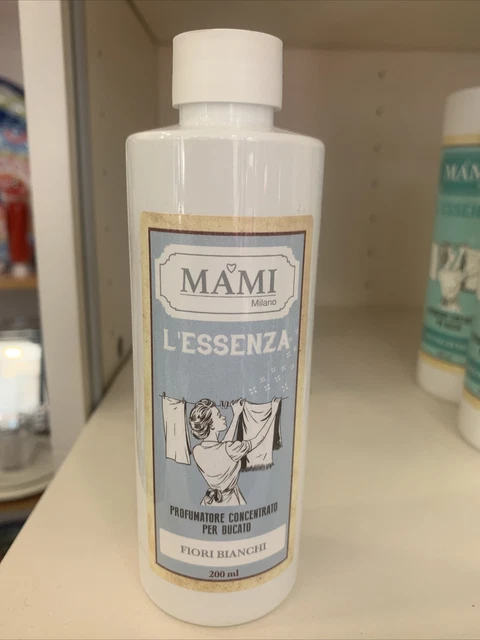 MAMI
Milano
L'ESSENZA
PROFUMATORE CONCENTRATO
PER BUCATO
FIORI BIANCHI
200 ml